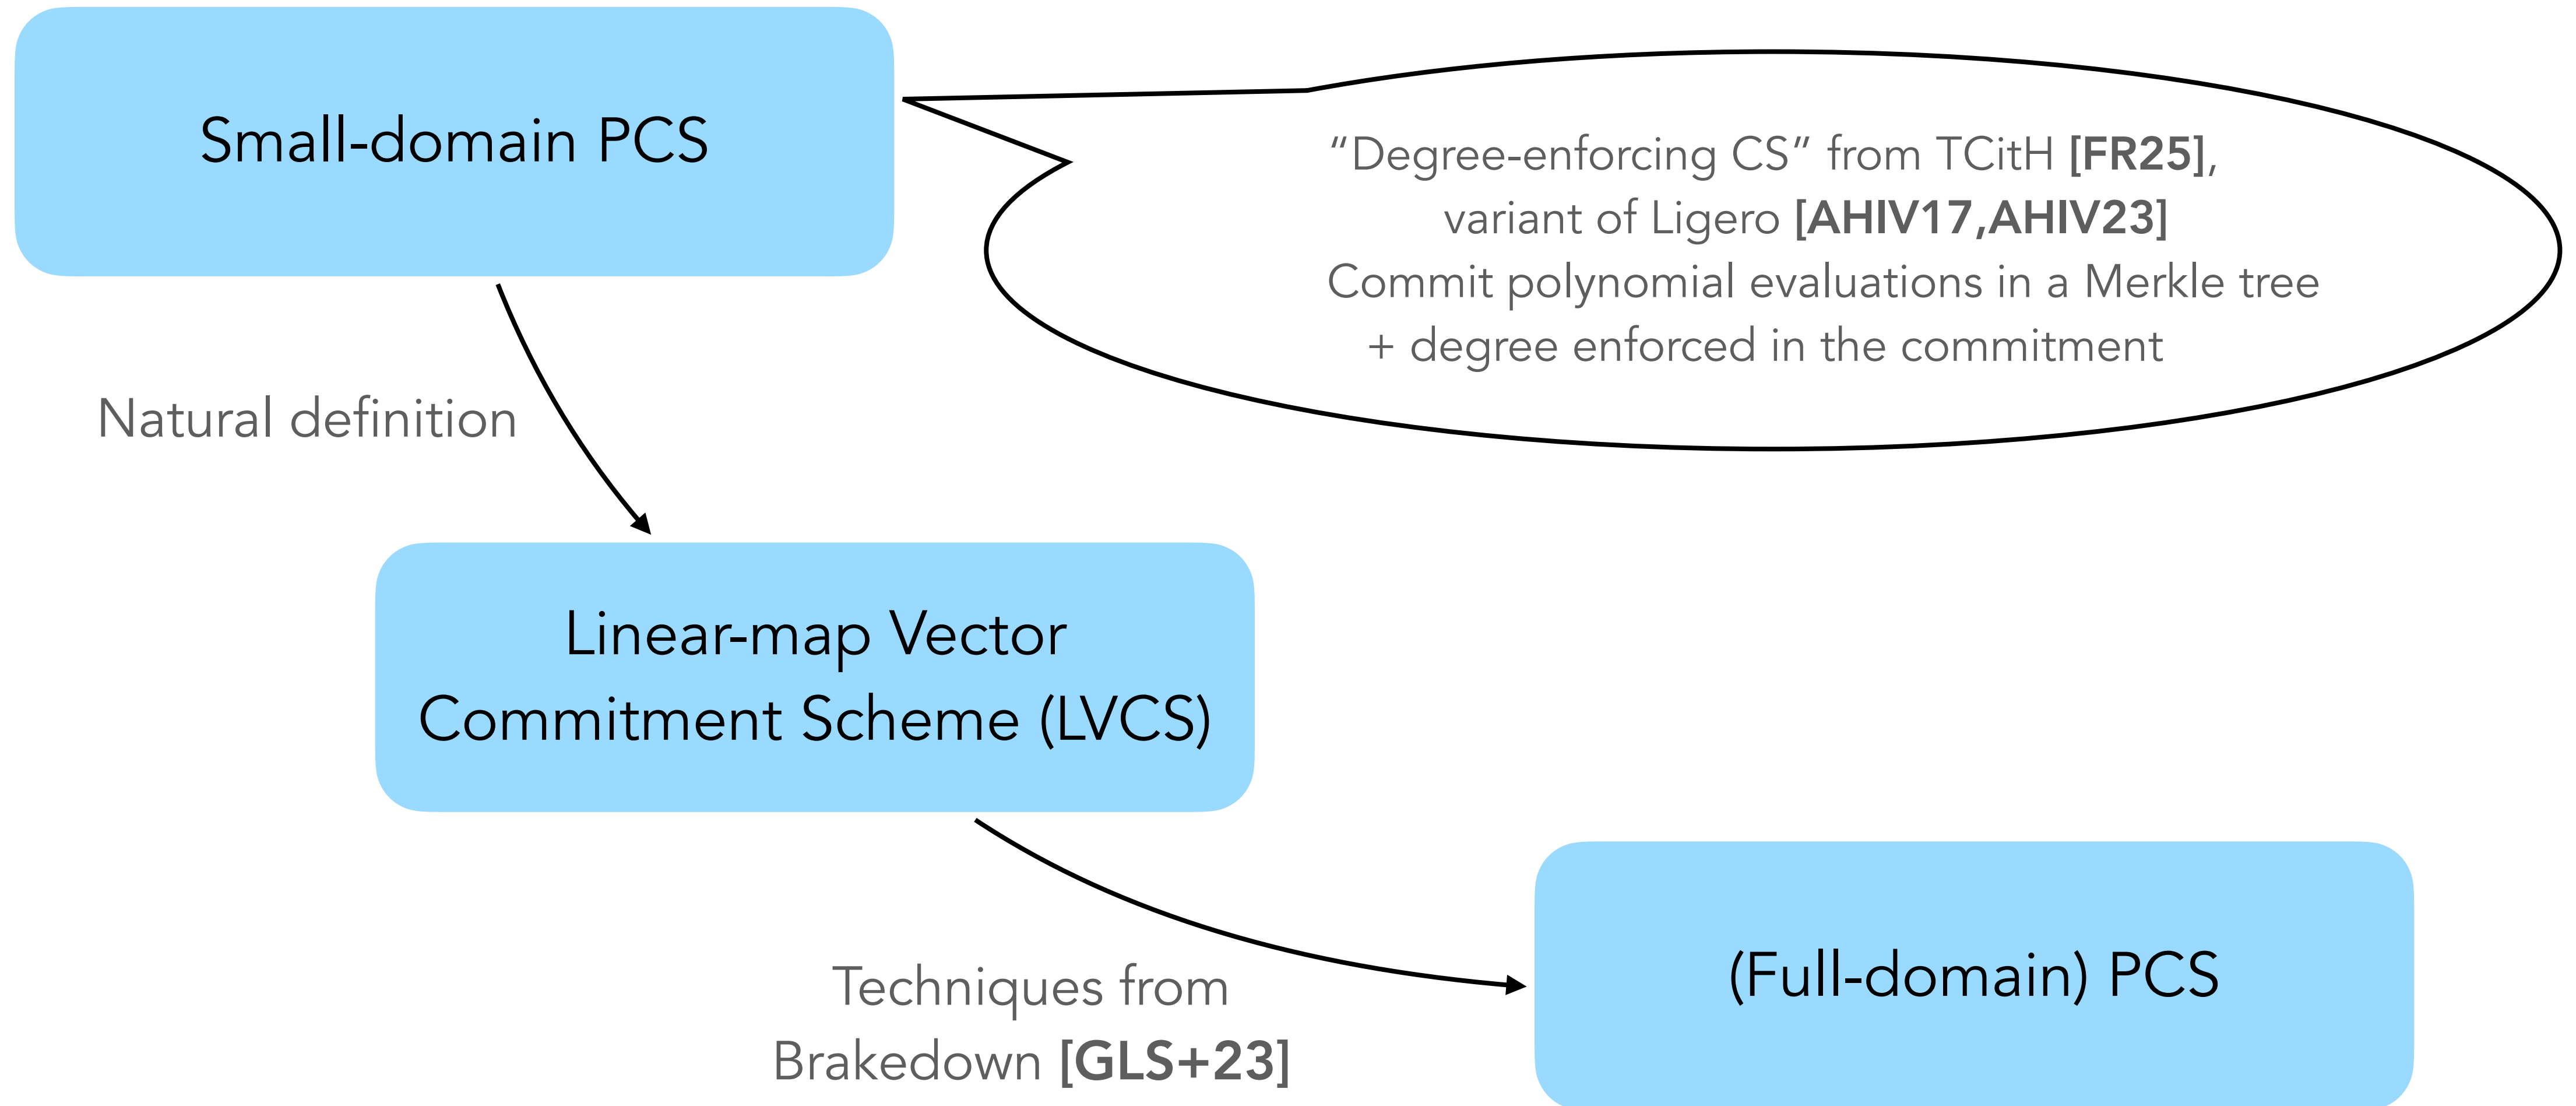 Small-domain PCS
“Degree-enforcing CS” from TCitH [FR25],
variant of Ligero [AHIV17,AHIV23]
Commit polynomial evaluations in a Merkle tree
+ degree enforced in the commitment
Natural definition
Linear-map Vector
Commitment Scheme (LVCS)
Techniques from
Brakedown [GLS+23]
(Full-domain) PCS